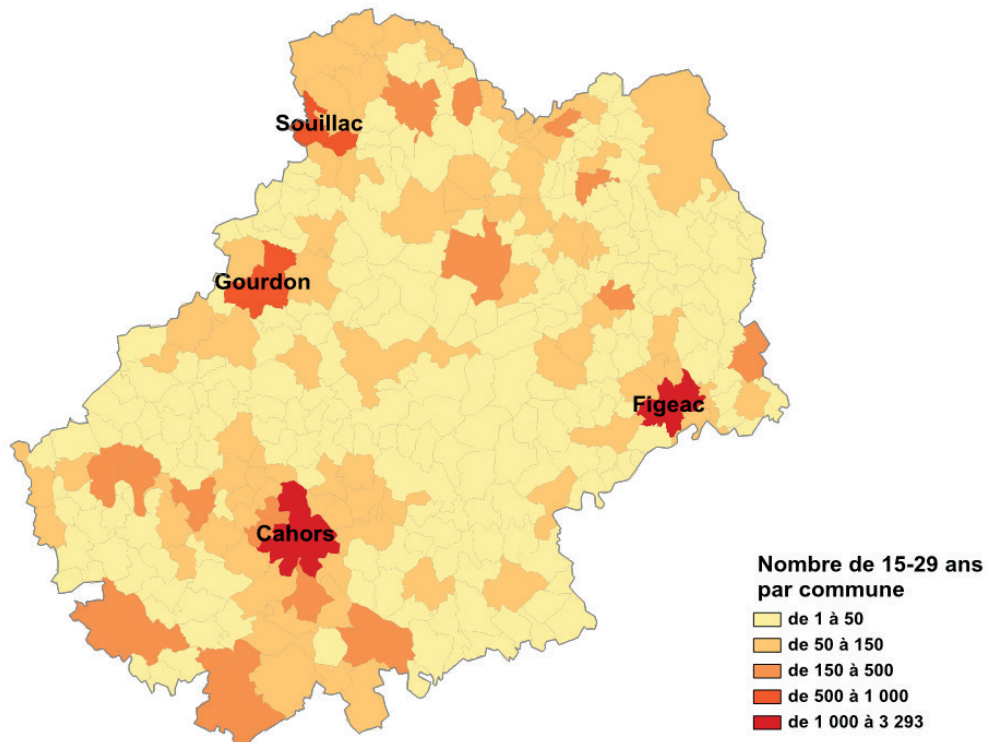 Souillac
Gourdon
Figeac
Cahors
Nombre de 15-29 ans
par commune
de 1 à 50
de 50 à 150
de 150 à 500
de 500 à 1 000
de 1 000 à 3 293